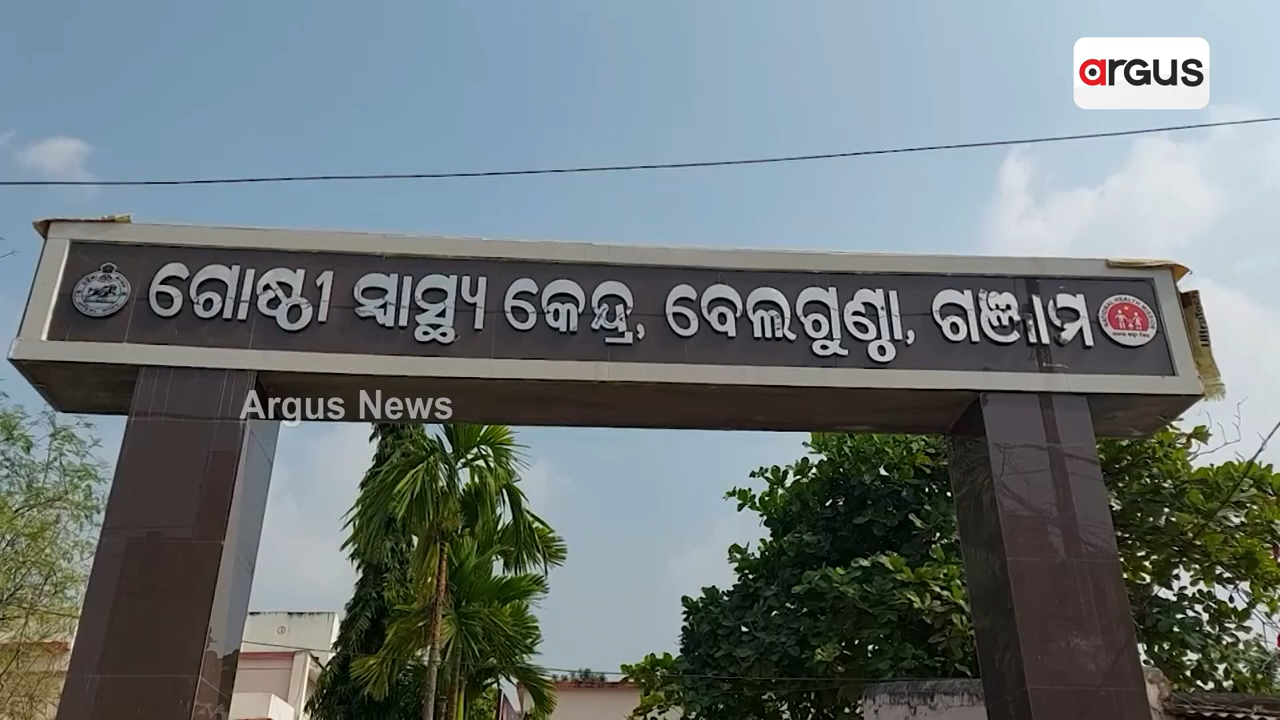 argus
ଗୋଷ୍ଠୀ ସ୍ୱାସ୍ଥ୍ୟ କେନ୍ଦ୍ର, ବେଲଗୁଣ୍ଠା, ଗଞ୍ଜାମ
Argus News